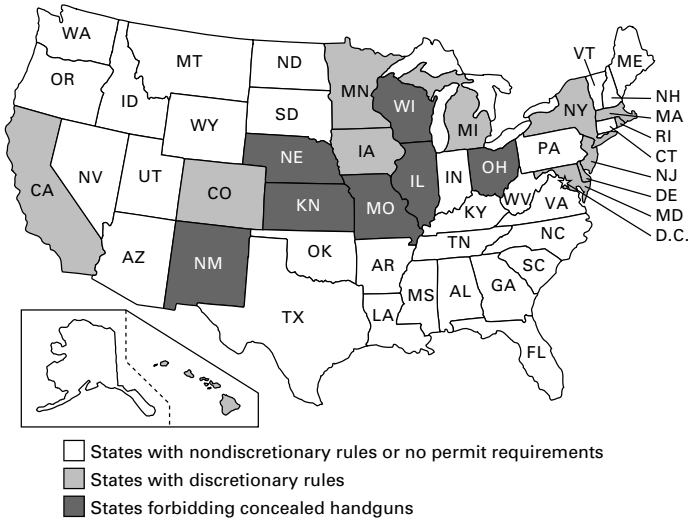 WA
MT
ND
VT
ME
OR
ID
MN
WI
NH
SD
NY
MA
WY
MI
RI
CT
NE
IA
PA
NJ
NV
UT
CO
IL
IN
OH
DE
CA
KN
MO
WV
VA
MD
KY
D.C.
AZ
NM
OK
TN
NC
AR
SC
TX
LA
MS
AL
GA
FL
States with nondiscretionary rules or no permit requirements
States with discretionary rules
States forbidding concealed handguns